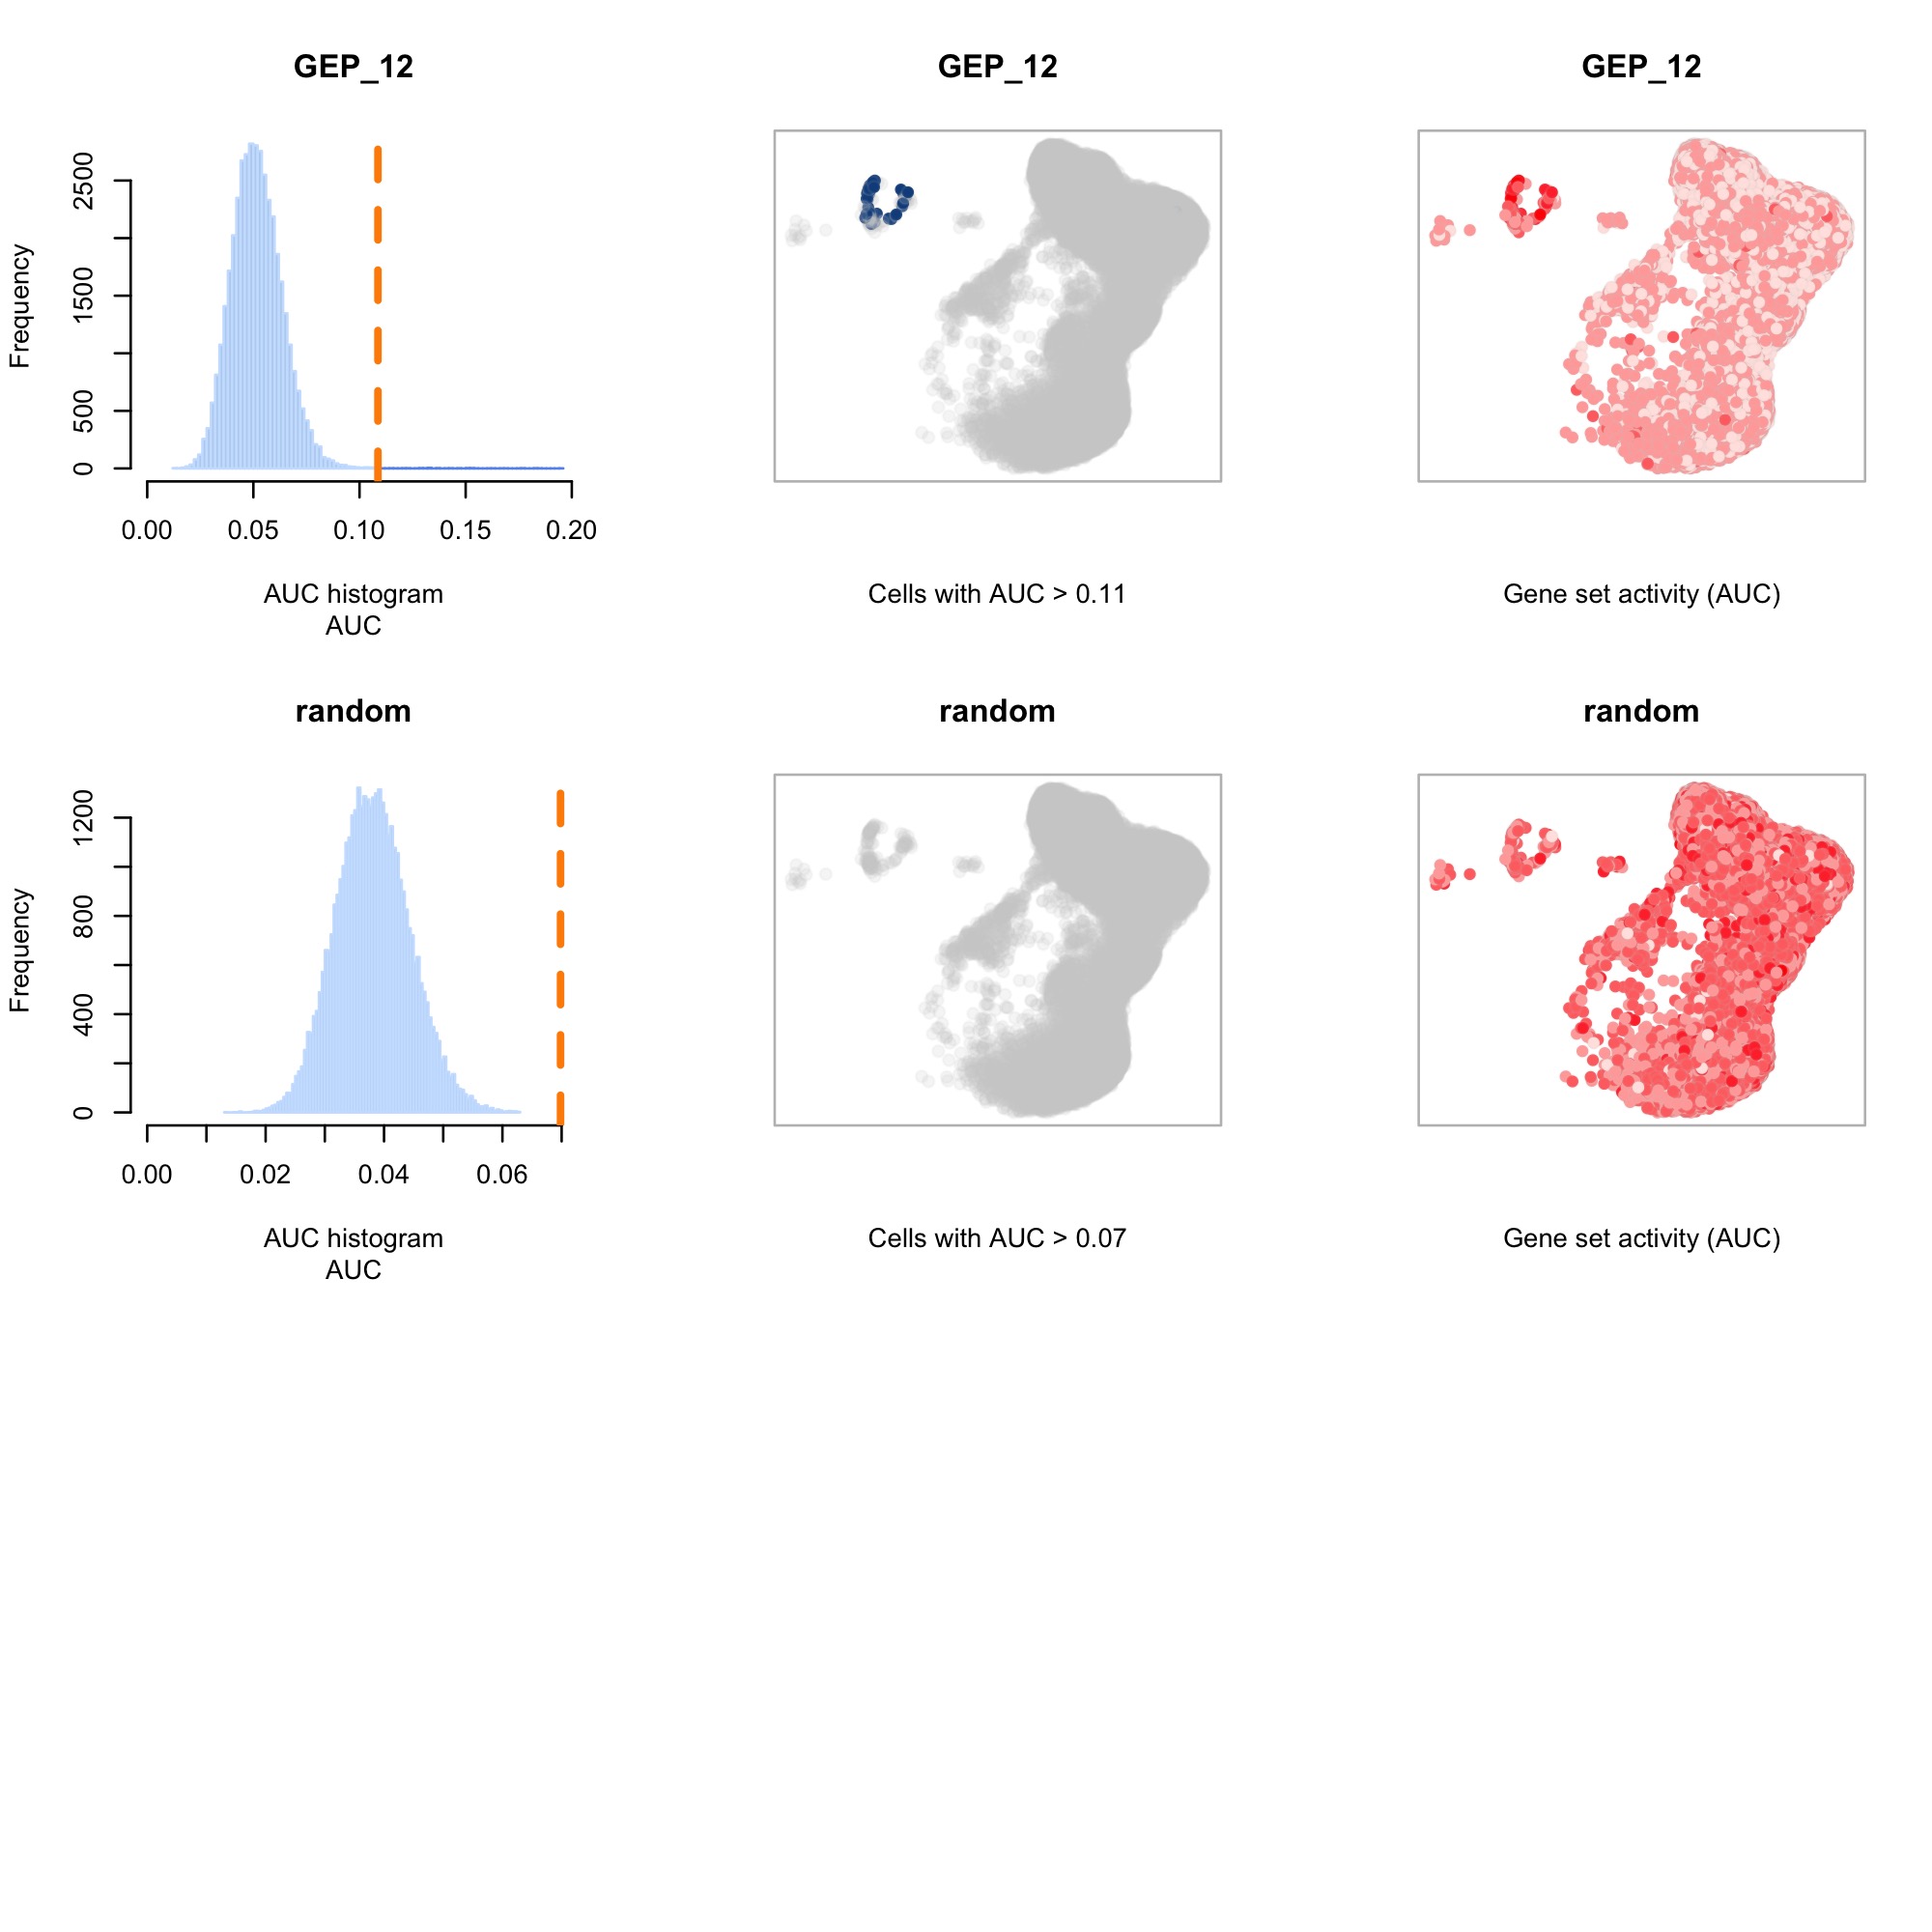 GEP_12
GEP_12
GEP_12
Frequency
0
500
1500
2500
0.00
0.05
0.10
0.15
0.20
AUC histogram
AUC
Cells with AUC > 0.11
Gene set activity (AUC)
random
random
random
Frequency
0
400
800
1200
0.00
0.02
0.04
0.06
AUC histogram
AUC
Cells with AUC > 0.07
Gene set activity (AUC)